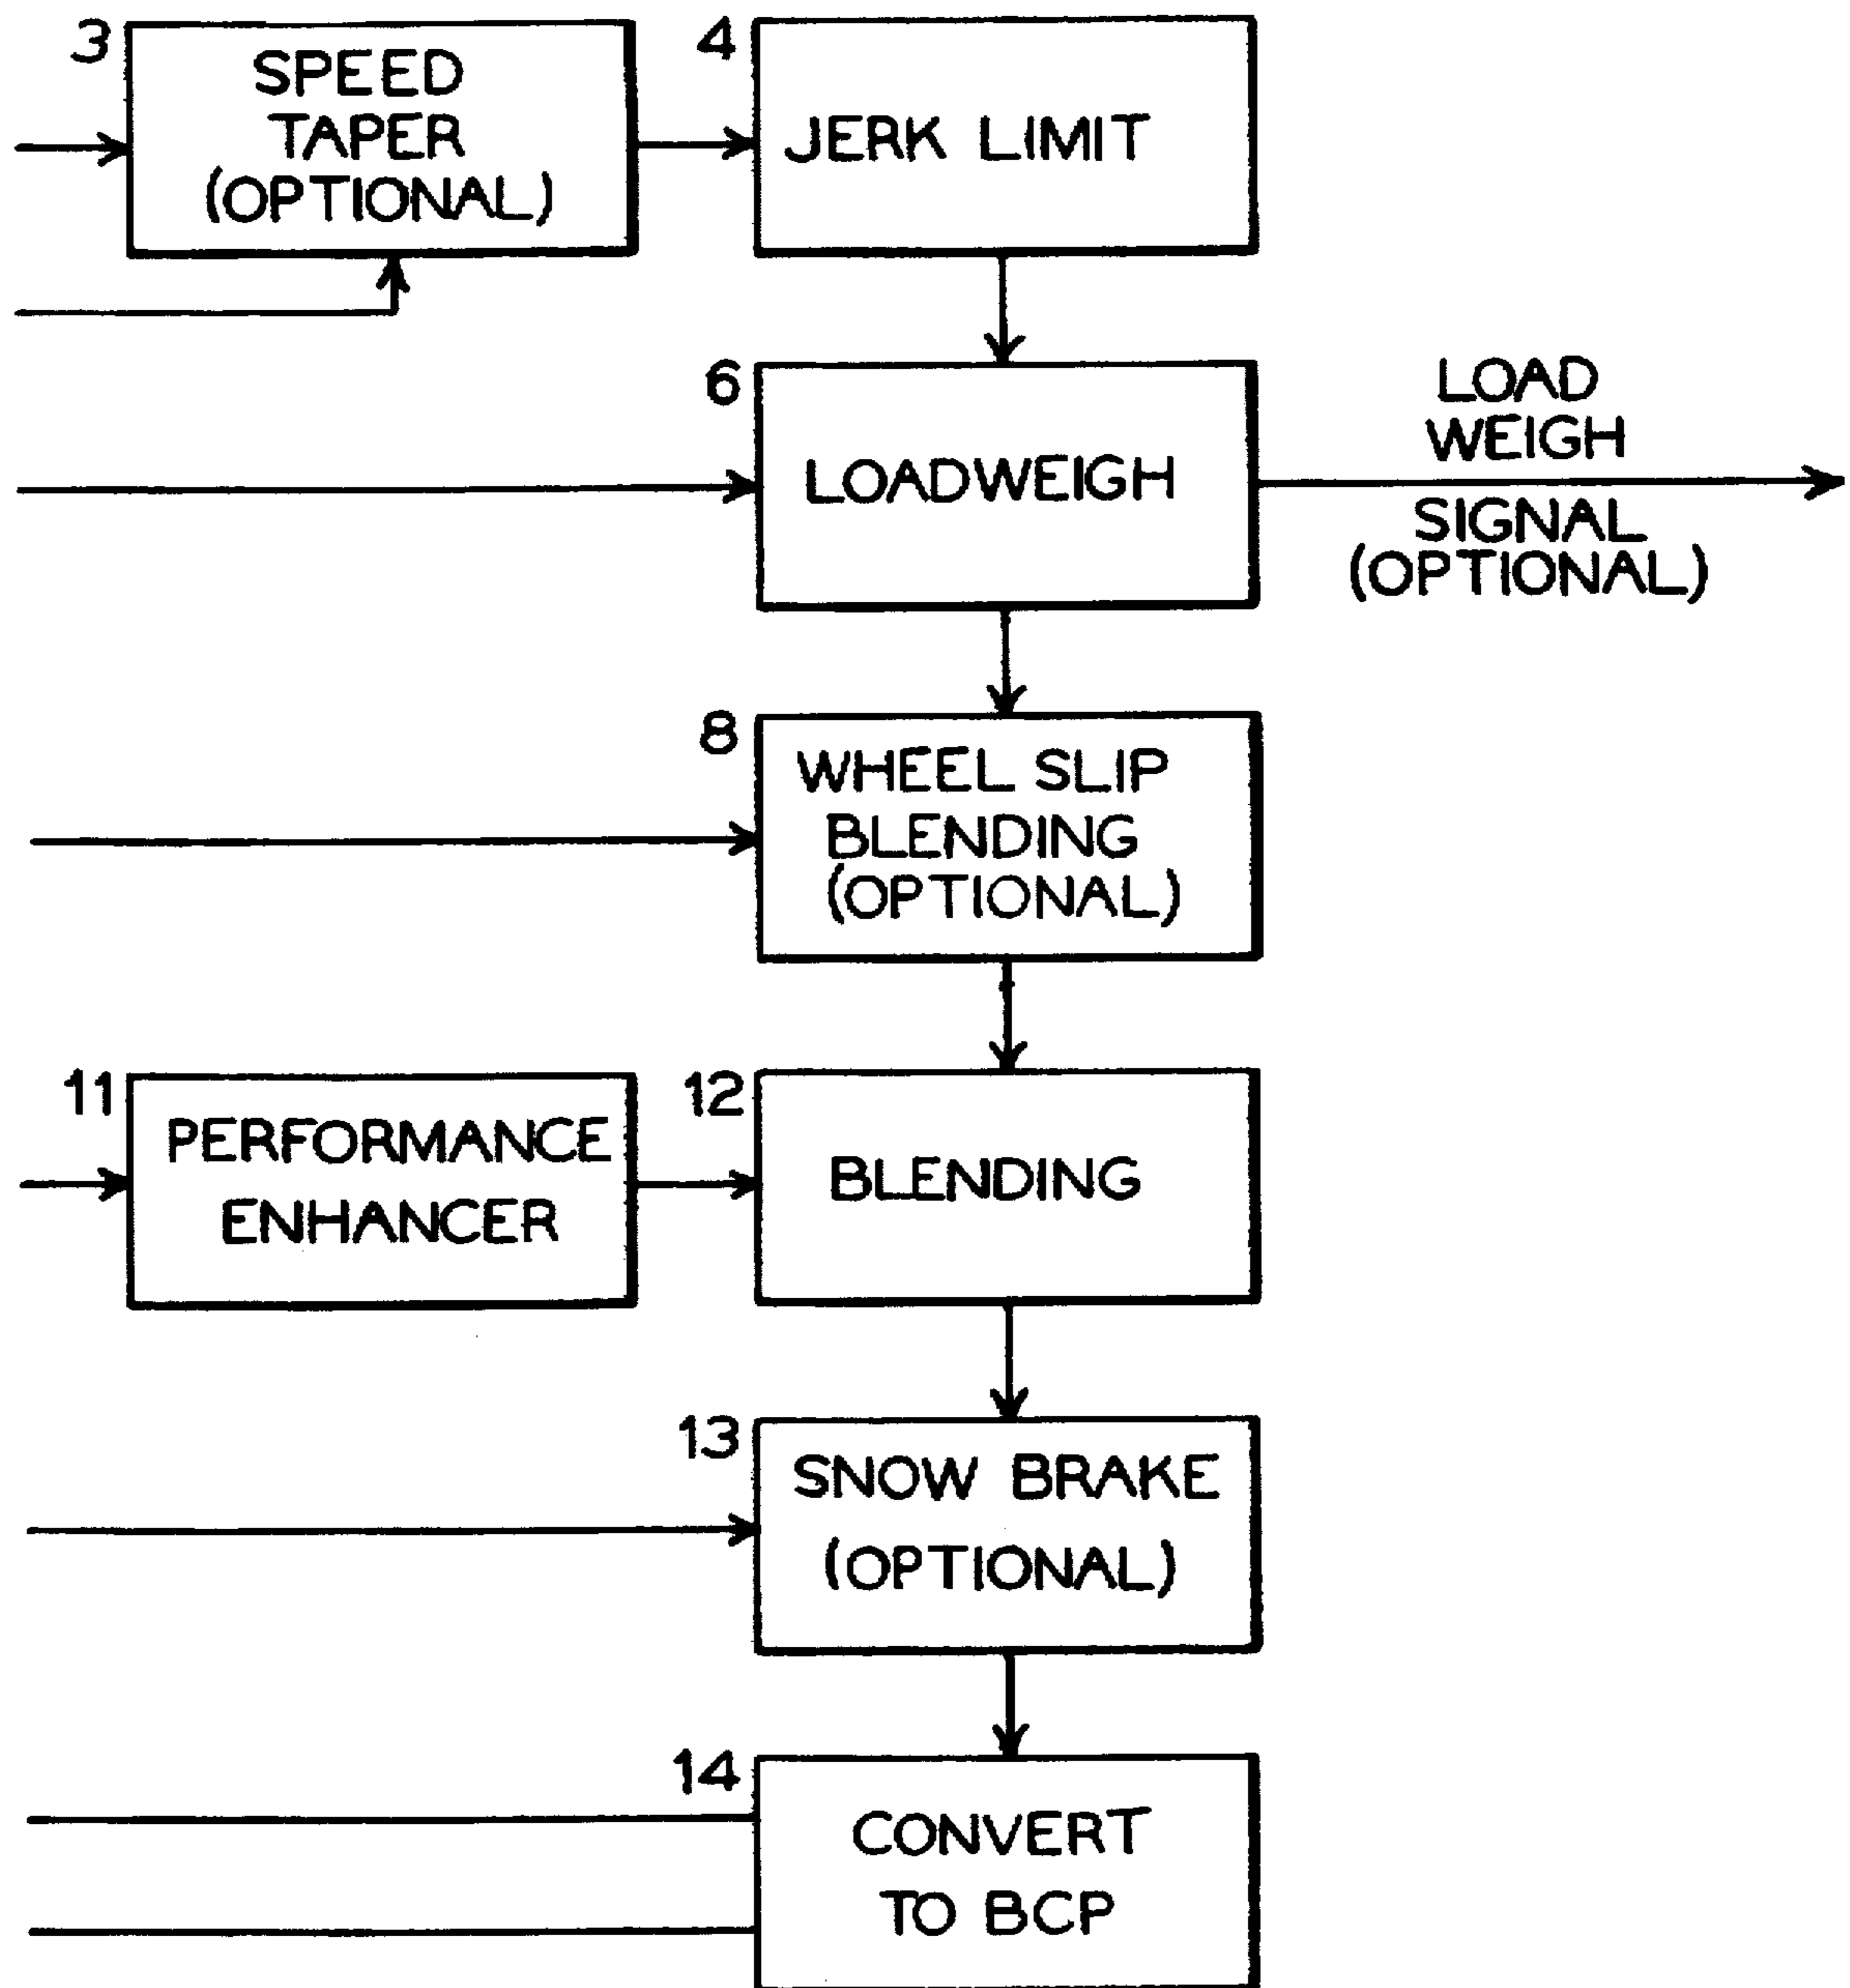 3
SPEED
TAPER
(OPTIONAL)
4
JERK LIMIT
6
LOADWEIGH
LOAD
WEIGH
SIGNAL
(OPTIONAL)
8
WHEEL SLIP
BLENDING
(OPTIONAL)
11
PERFORMANCE
ENHANCER
12
BLENDING
13
SNOW BRAKE
(OPTIONAL)
14
CONVERT
TO BCP